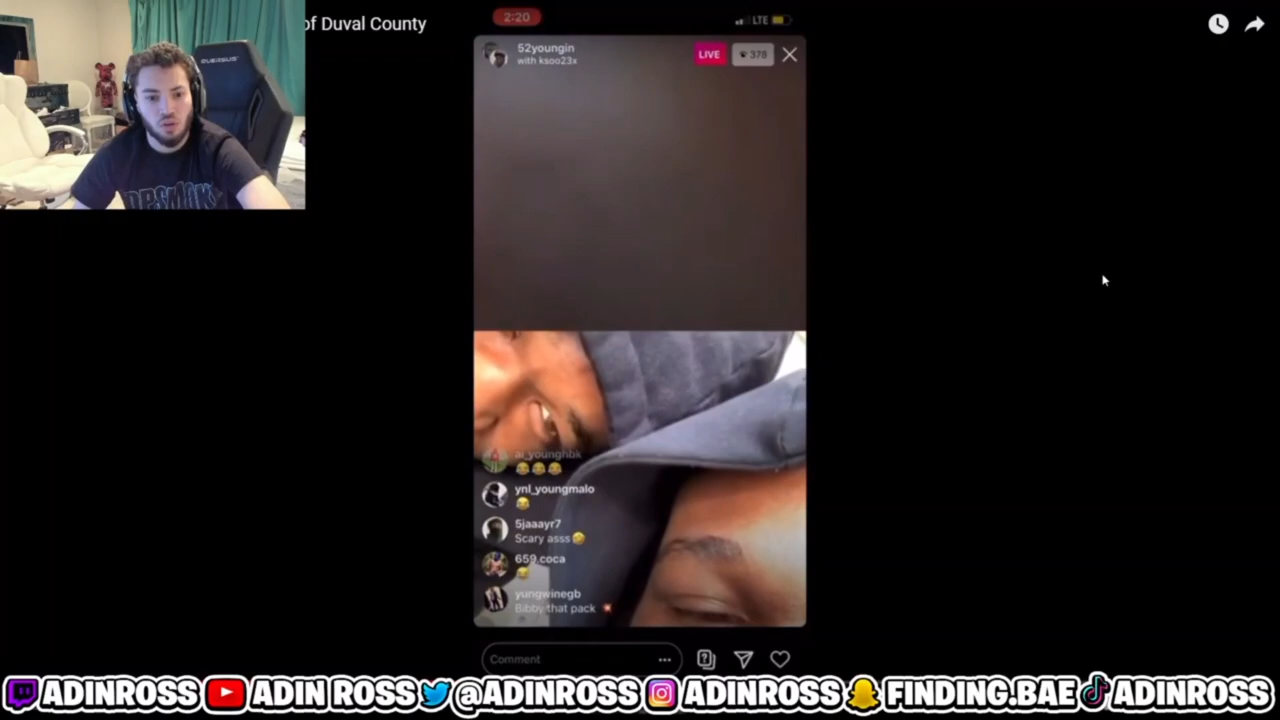 of Duval County
2:20
LTE
52youngin
with ksoo23x
LIVE
378
ai_younghbk
ynl_youngmalo
5jaaayr7
Scary asss
659.coca
yungwinegb
Bibby that pack
Comment
ADINROSS
ADIN ROSS
@ADINROSS
ADINROSS
FINDING.BAE
ADINROSS